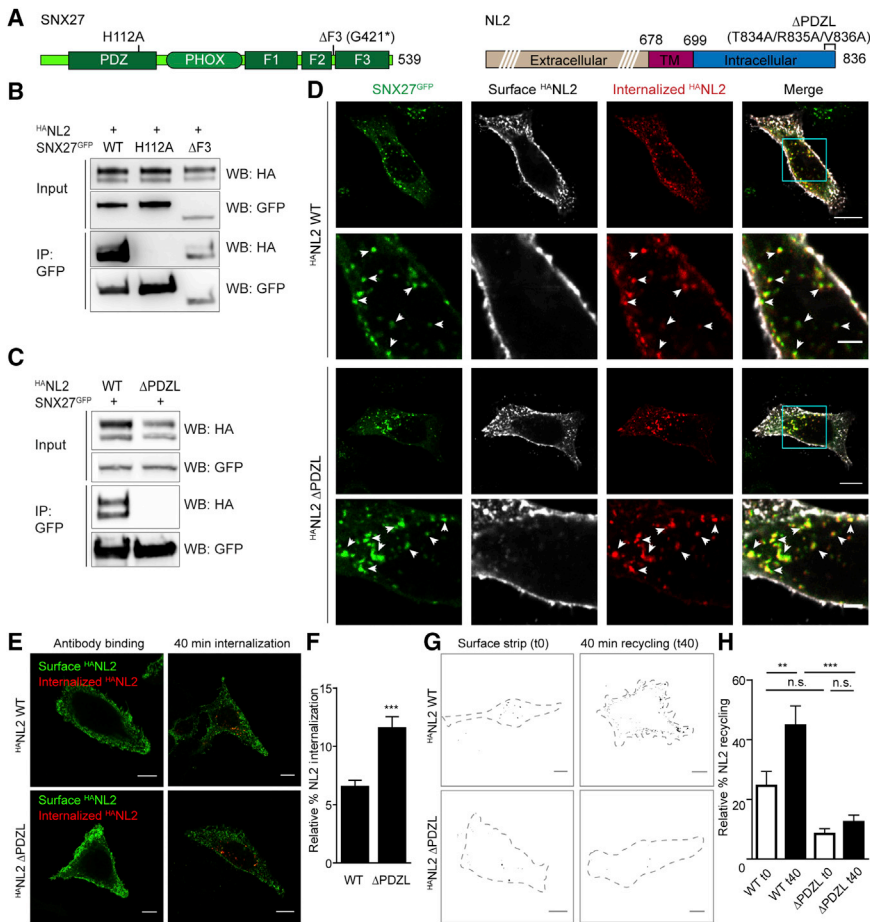 A
SNX27
H112A
ΔF3 (G421*)
PDZ
PHOX
F1
F2
F3
539
NL2
ΔPDZL
(T834A/R835A/V836A)
678
699
Extracellular
TM
Intracellular
836
B
HANL2 + + +
SNX27GFP WT H112A ΔF3
Input
WB: HA
WB: GFP
IP: GFP
WB: HA
WB: GFP
C
HANL2 WT ΔPDZL
SNX27GFP + +
Input
WB: HA
WB: GFP
IP: GFP
WB: HA
WB: GFP
D
SNX27GFP
Surface HANL2
Internalized HANL2
Merge
HANL2 WT
HANL2 ΔPDZL
E
Antibody binding
40 min internalization
Surface HANL2
Internalized HANL2
HANL2 WT
Surface HANL2
Internalized HANL2
HANL2 ΔPDZL
F
Relative % NL2 internalization
15
10
5
0
***
WT
ΔPDZL
G
Surface strip (t0)
40 min recycling (t40)
HANL2 WT
HANL2 ΔPDZL
H
Relative % NL2 recycling
60
40
20
0
**
***
n.s.
n.s.
WT t0
WT t40
ΔPDZL t0
ΔPDZL t40